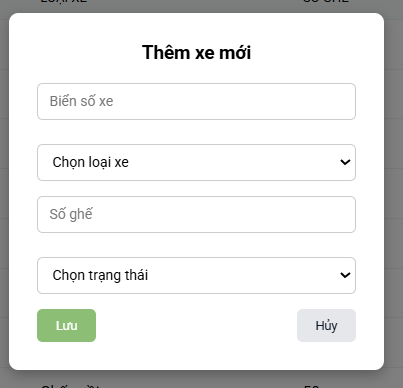 Thêm xe mới
Biển số xe
Chọn loại xe
Số ghế
Chọn trạng thái
Lưu
Hủy